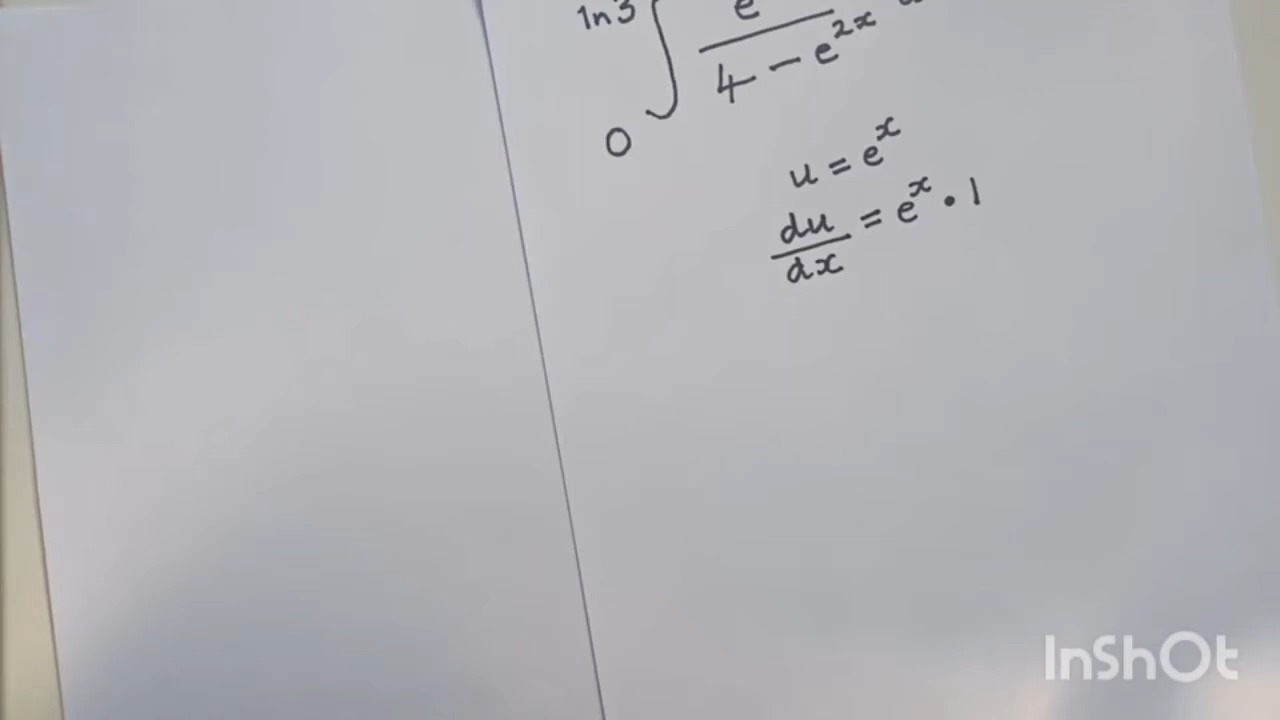 ln3 ∫ e
4 - e^2x
0
u = e^x
du/dx = e^x • 1
InShOt